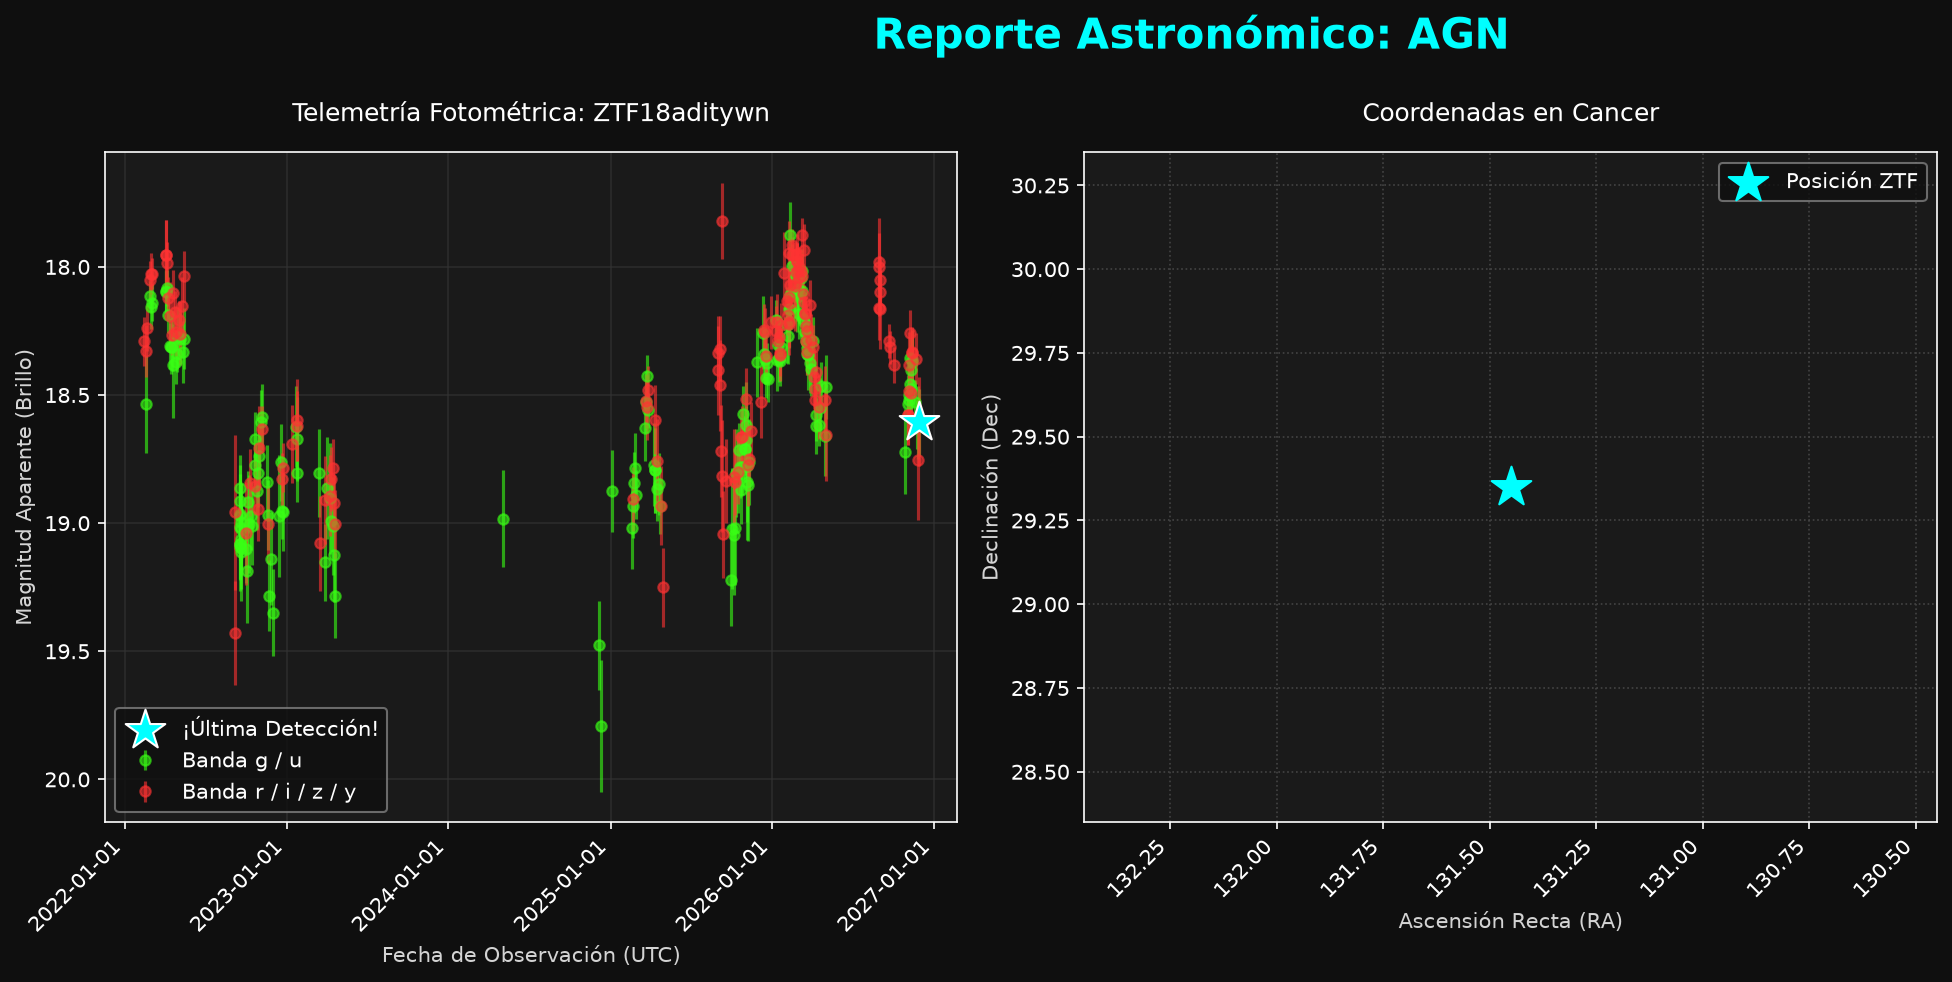 Reporte Astronómico: AGN
Telemetría Fotométrica: ZTF18aditywn
Magnitud Aparente (Brillo)
18.0
18.5
19.0
19.5
20.0
¡Última Detección!
Banda g / u
Banda r / i / z / y
2022-01-01
2023-01-01
2024-01-01
2025-01-01
2026-01-01
2027-01-01
Fecha de Observación (UTC)
Coordenadas en Cancer
Posición ZTF
Declinación (Dec)
30.25
30.00
29.75
29.50
29.25
29.00
28.75
28.50
132.25
132.00
131.75
131.50
131.25
131.00
130.75
130.50
Ascensión Recta (RA)